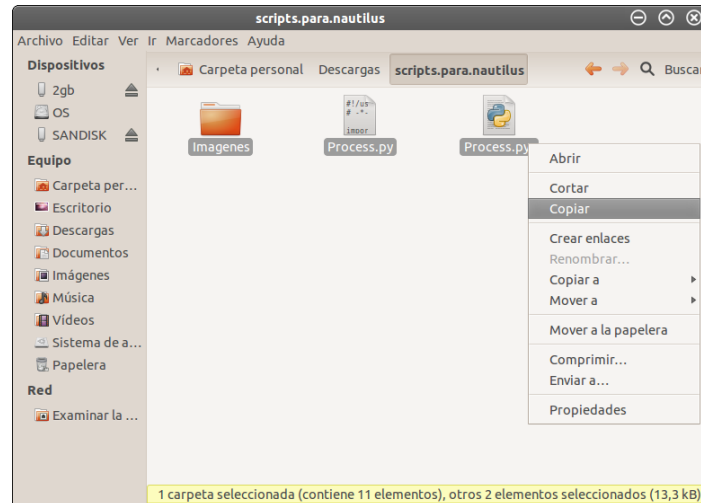 scripts.para.nautilus
Archivo Editar Ver Ir Marcadores Ayuda
Dispositivos
2gb
OS
SANDISK
Equipo
Carpeta per...
Escritorio
Descargas
Documentos
Imágenes
Música
Vídeos
Sistema de a...
Papelera
Red
Examinar la ...
Carpeta personal Descargas scripts.para.nautilus Buscar
Imagenes
#!/us
# -*-
impor
Process.py
Process.py
Abrir
Cortar
Copiar
Crear enlaces
Renombrar...
Copiar a
Mover a
Mover a la papelera
Comprimir...
Enviar a...
Propiedades
1 carpeta seleccionada (contiene 11 elementos), otros 2 elementos seleccionados (13,3 kB)